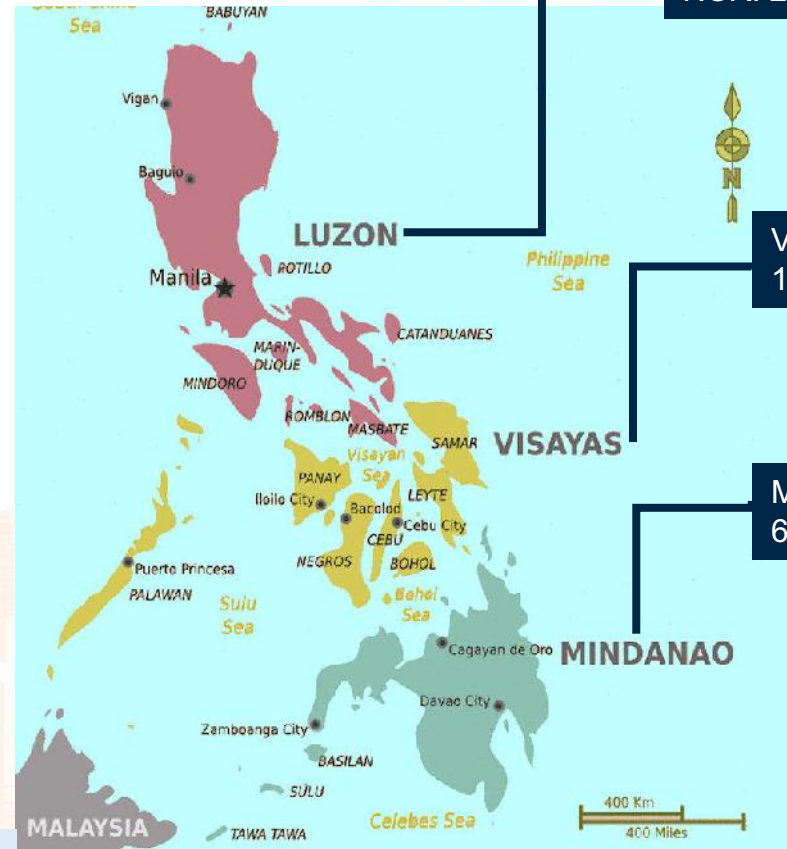 Sea
BABUYAN
Vigan
Baguio
LUZON
Manila
ROTILLO
Philippine
Sea
V
1
CATANDUANES
MARIN-
DUQUE
MINDORO
ROMBLON
MASBATE
SAMAR
VISAYAS
Visayan
Sea
PANAY
Iloilo City
Bacolod
LEYTE
Cebu City
CEBU
NEGROS
BOHOL
M
6
Puerto Princesa
PALAWAN
Sulu
Sea
Bohol
Sea
Cagayan de Oro
MINDANAO
Davao City
Zamboanga City
BASILAN
SULU
Celebes Sea
TAWA TAWA
MALAYSIA
N
400 Km
400 Miles